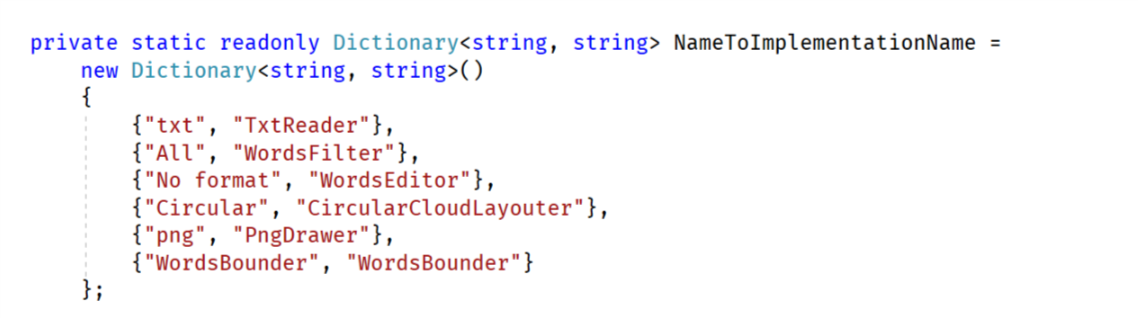 private static readonly Dictionary<string, string> NameToImplementationName =
new Dictionary<string, string>()
{
{"txt", "TxtReader"},
{"All", "WordsFilter"},
{"No format", "WordsEditor"},
{"Circular", "CircularCloudLayouter"},
{"png", "PngDrawer"},
{"WordsBounder", "WordsBounder"}
};